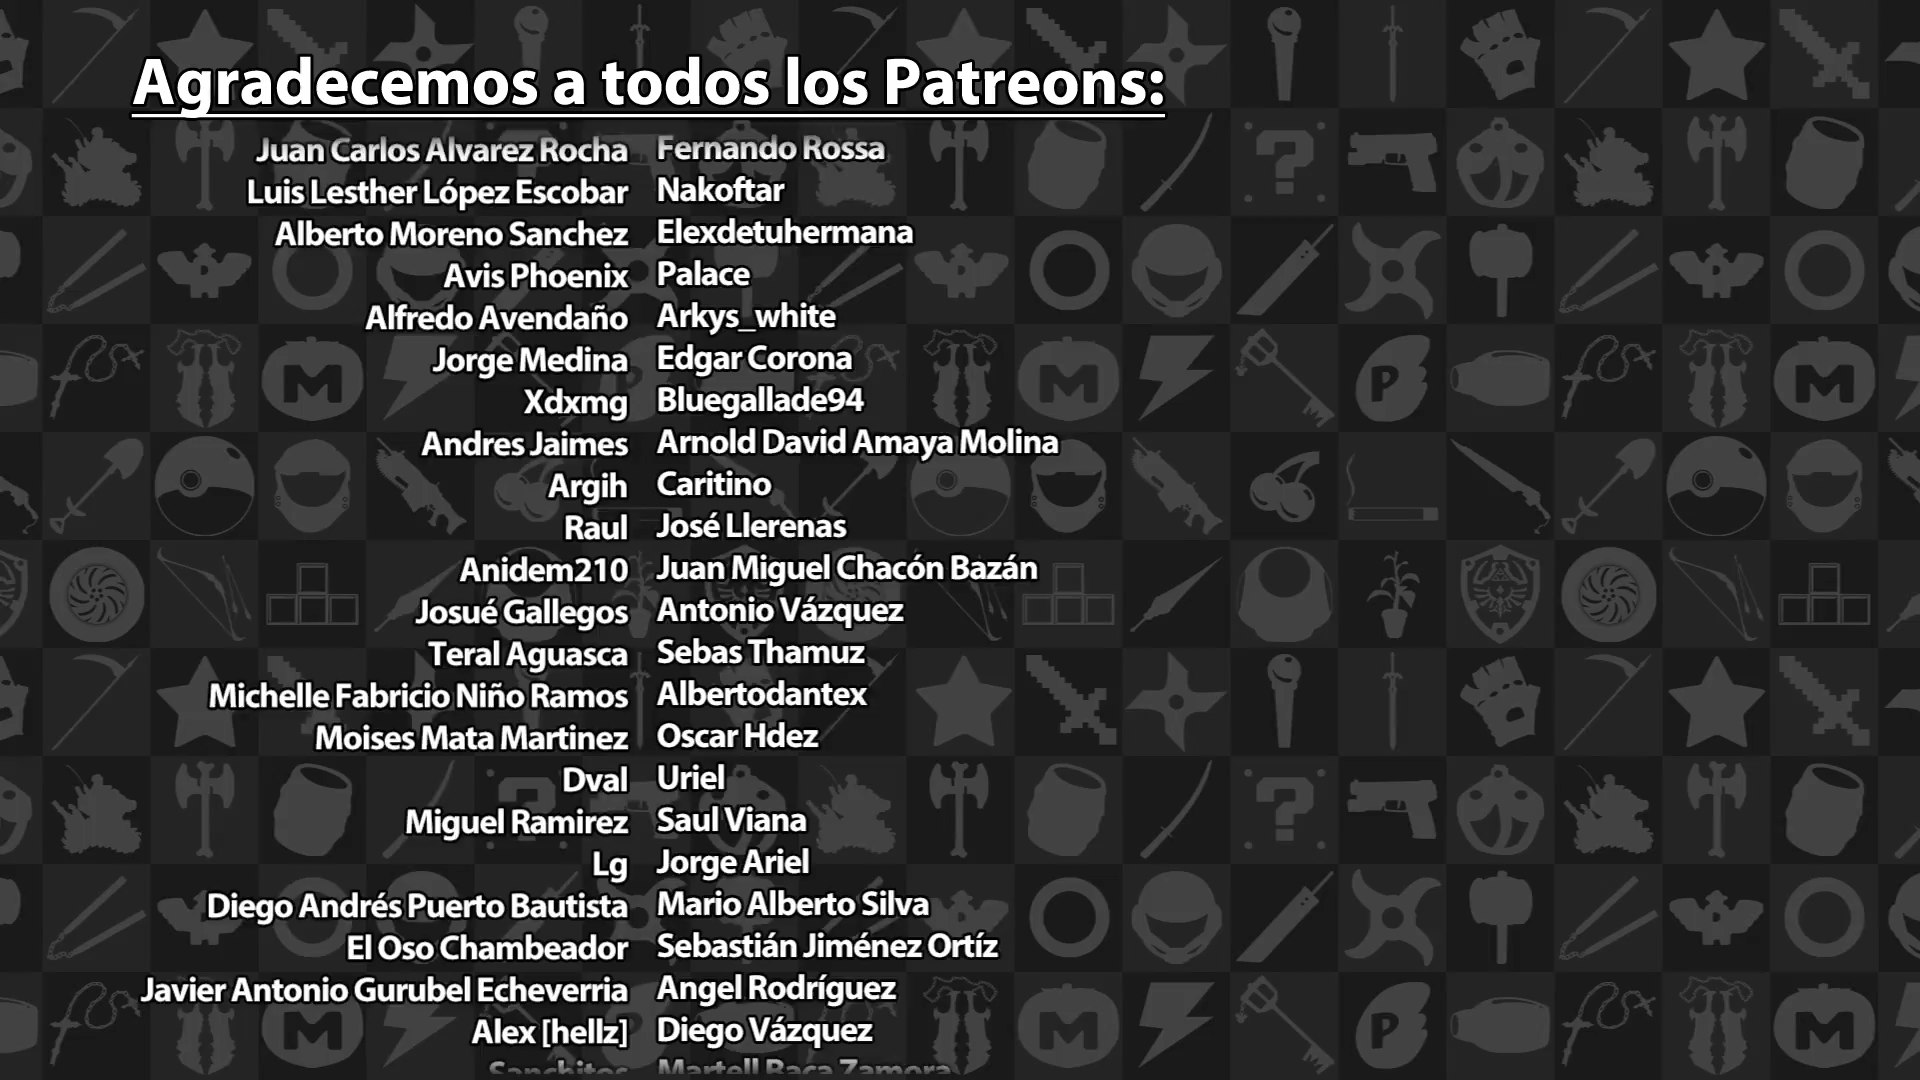 Agradecemos a todos los Patreons:
Juan Carlos Alvarez Rocha
Luis Lesther López Escobar
Alberto Moreno Sanchez
Avis Phoenix
Alfredo Avendaño
Jorge Medina
Xdxmg
Andres Jaimes
Argih
Raul
Anidem210
Josué Gallegos
Teral Aguasca
Michelle Fabricio Niño Ramos
Moises Mata Martinez
Dval
Miguel Ramirez
Lg
Diego Andrés Puerto Bautista
El Oso Chambeador
Javier Antonio Gurubel Echeverria
Alex [hellz]
Sanchitos
Fernando Rossa
Nakoftar
Elexdetuhermana
Palace
Arkys_white
Edgar Corona
Bluegallade94
Arnold David Amaya Molina
Caritino
José Llerenas
Juan Miguel Chacón Bazán
Antonio Vázquez
Sebas Thamuz
Albertodantex
Oscar Hdez
Uriel
Saul Viana
Jorge Ariel
Mario Alberto Silva
Sebastián Jiménez Ortíz
Angel Rodríguez
Diego Vázquez
Martell Baca Zamora